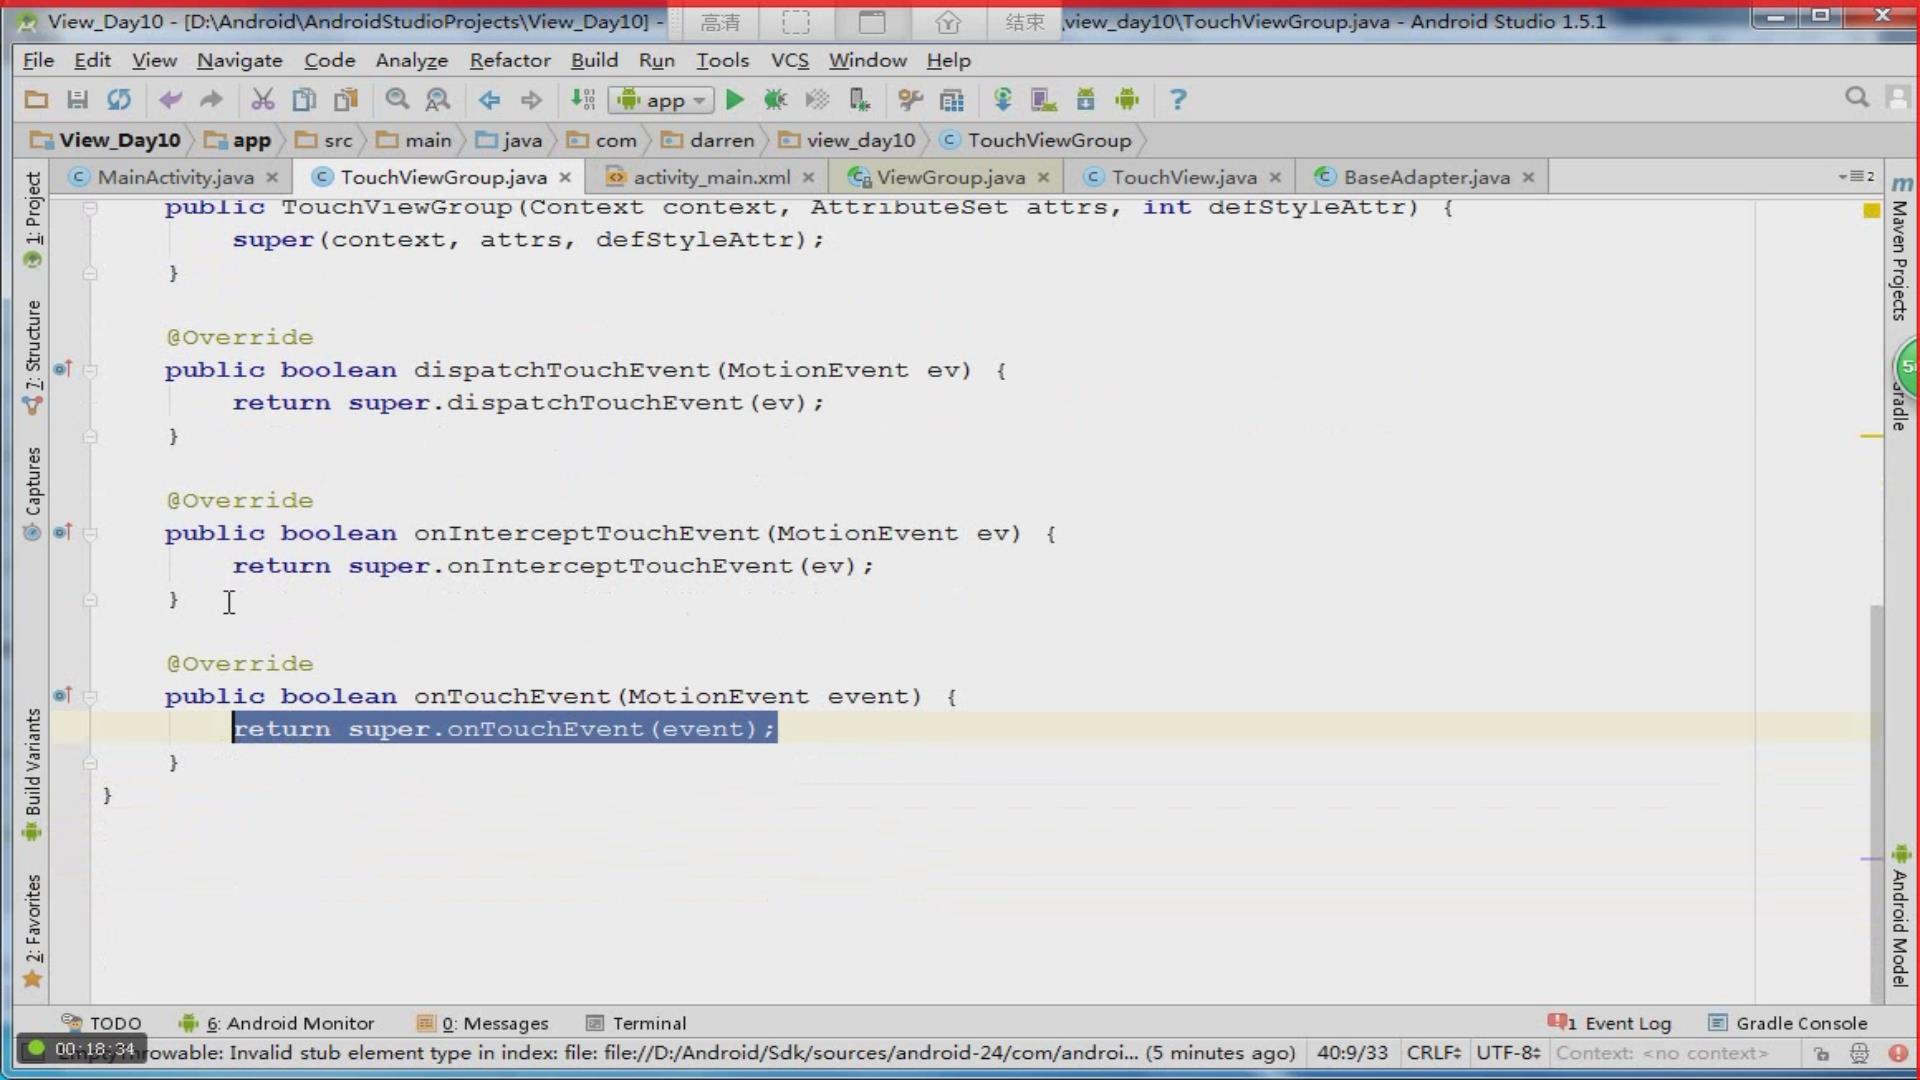 View_Day10 - [D:\Android\AndroidStudioProjects\View_Day10] -
高清
结束
\view_day10\TouchViewGroup.java - Android Studio 1.5.1
File Edit View Navigate Code Analyze Refactor Build Run Tools VCS Window Help
app
View_Day10 app src main java com darren view_day10 TouchViewGroup
MainActivity.java TouchViewGroup.java activity_main.xml ViewGroup.java TouchView.java BaseAdapter.java
2
public TouchViewGroup(Context context, AttributeSet attrs, int defStyleAttr) {
super(context, attrs, defStyleAttr);
}
@Override
public boolean dispatchTouchEvent(MotionEvent ev) {
return super.dispatchTouchEvent(ev);
}
@Override
public boolean onInterceptTouchEvent(MotionEvent ev) {
return super.onInterceptTouchEvent(ev);
}
@Override
public boolean onTouchEvent(MotionEvent event) {
return super.onTouchEvent(event);
}
}
1: Project
7: Structure
Captures
Build Variants
2: Favorites
m
Maven Projects
Android Model
TODO 6: Android Monitor 0: Messages Terminal
1 Event Log Gradle Console
00:18:34
Throwable: Invalid stub element type in index: file: file://D:/Android/Sdk/sources/android-24/com/androi... (5 minutes ago)
40:9/33 CRLF UTF-8 Context: <no context>